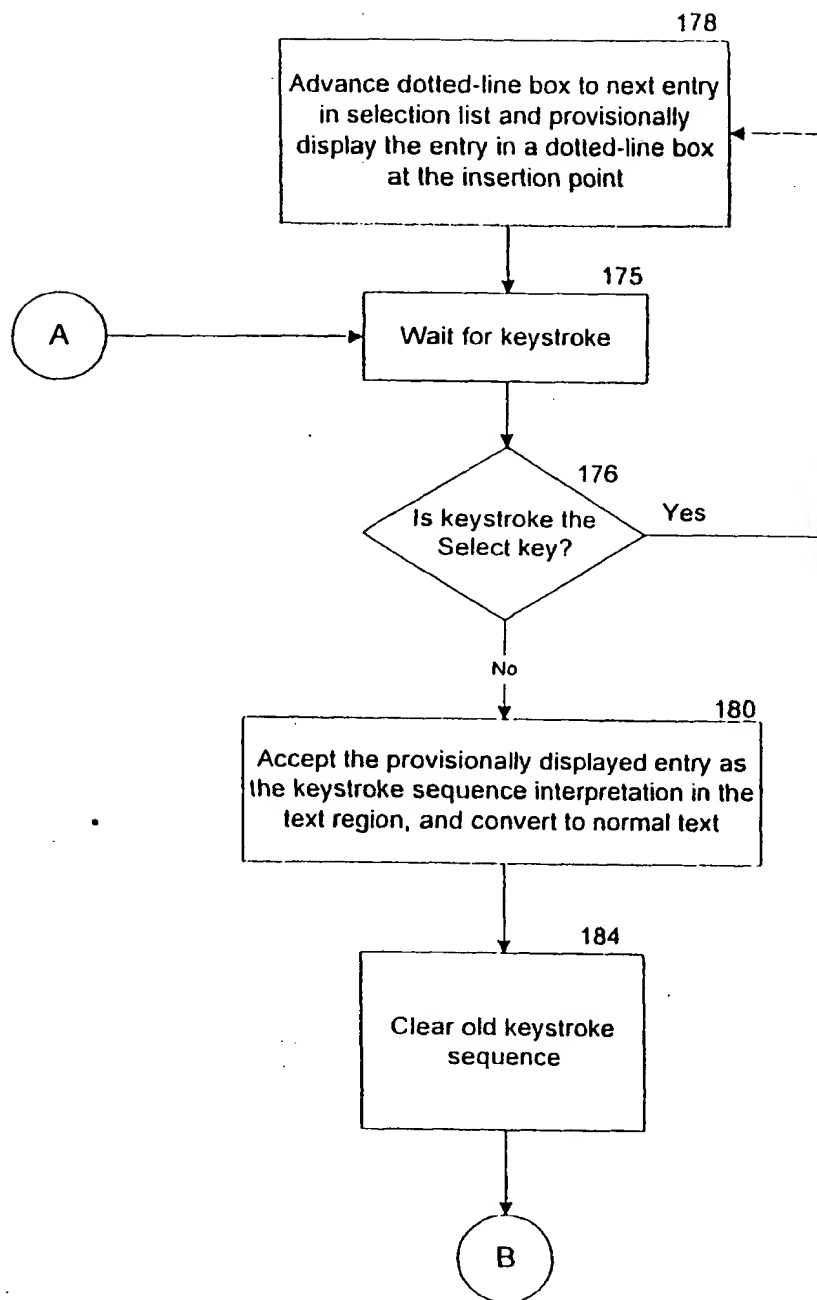 178
Advance dotted-line box to next entry
in selection list and provisionally
display the entry in a dotted-line box
at the insertion point
175
A
Wait for keystroke
176
Is keystroke the
Select key?
Yes
No
180
Accept the provisionally displayed entry as
the keystroke sequence interpretation in the
text region, and convert to normal text
184
Clear old keystroke
sequence
B